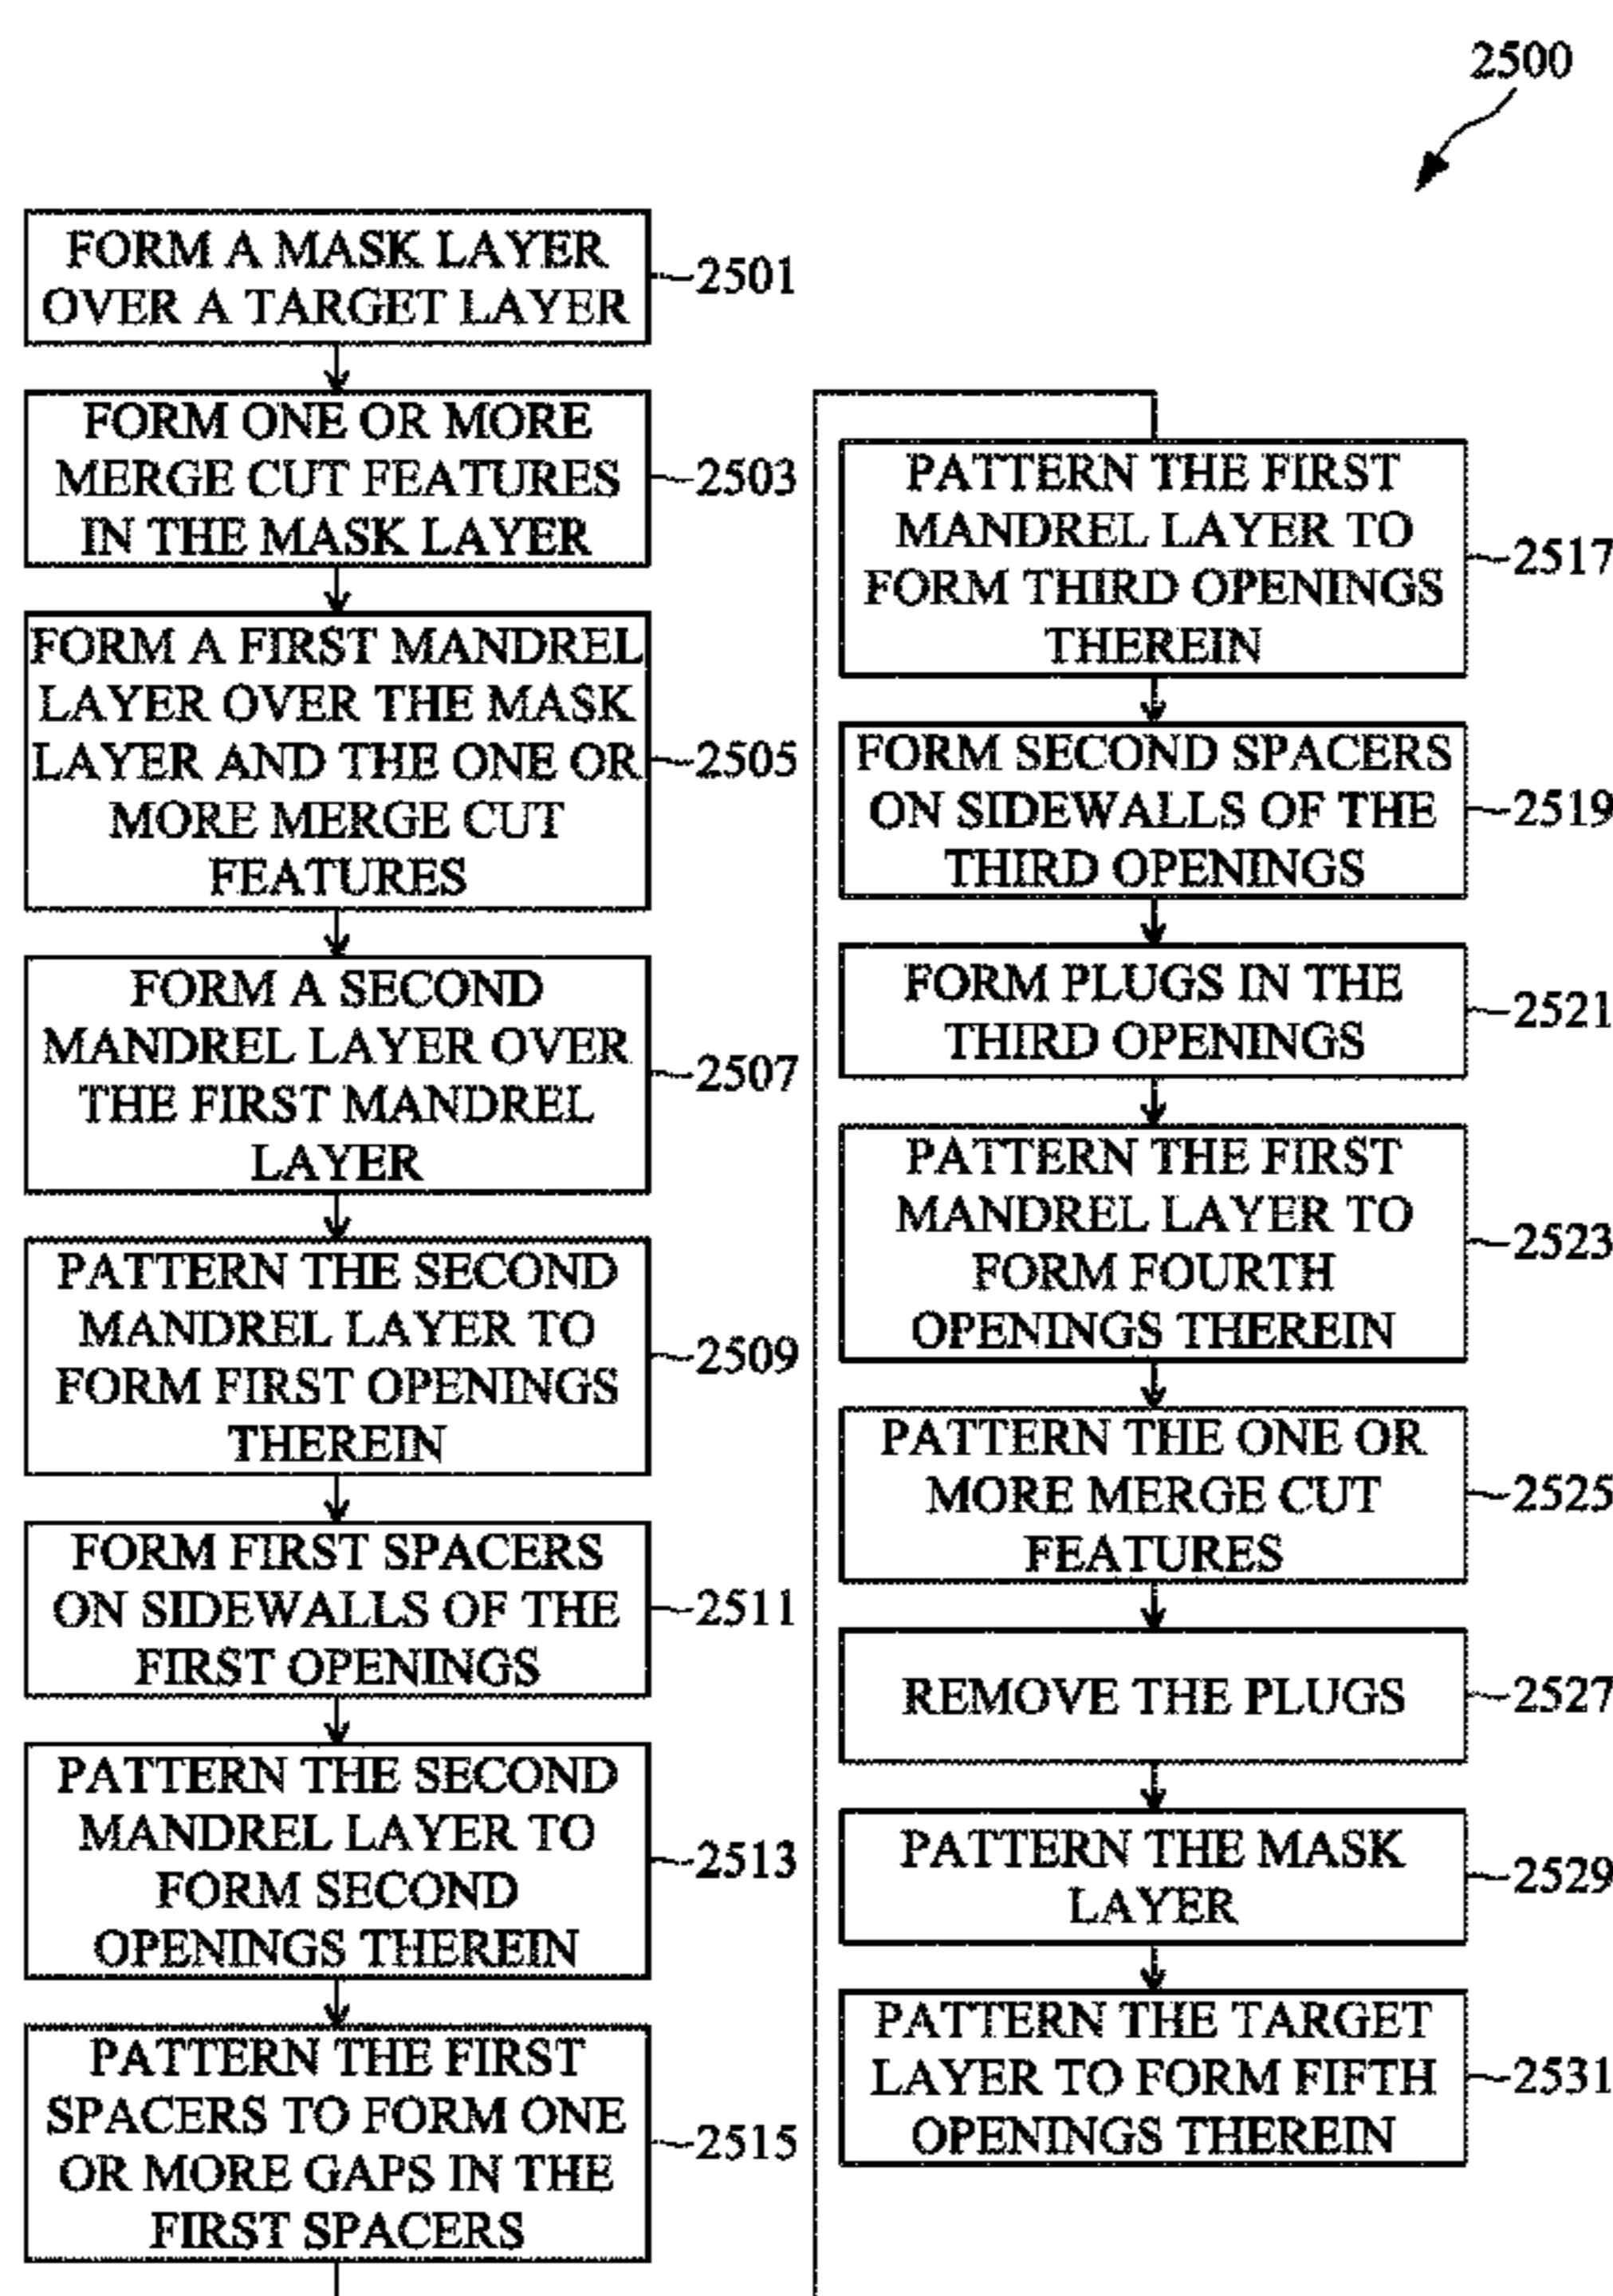 2500
FORM A MASK LAYER
OVER A TARGET LAYER
2501
FORM ONE OR MORE
MERGE CUT FEATURES
IN THE MASK LAYER
2503
FORM A FIRST MANDREL
LAYER OVER THE MASK
LAYER AND THE ONE OR
MORE MERGE CUT
FEATURES
2505
FORM A SECOND
MANDREL LAYER OVER
THE FIRST MANDREL
LAYER
2507
PATTERN THE SECOND
MANDREL LAYER TO
FORM FIRST OPENINGS
THEREIN
2509
FORM FIRST SPACERS
ON SIDEWALLS OF THE
FIRST OPENINGS
2511
PATTERN THE SECOND
MANDREL LAYER TO
FORM SECOND
OPENINGS THEREIN
2513
PATTERN THE FIRST
SPACERS TO FORM ONE
OR MORE GAPS IN THE
FIRST SPACERS
2515
PATTERN THE FIRST
MANDREL LAYER TO
FORM THIRD OPENINGS
THEREIN
2517
FORM SECOND SPACERS
ON SIDEWALLS OF THE
THIRD OPENINGS
2519
FORM PLUGS IN THE
THIRD OPENINGS
2521
PATTERN THE FIRST
MANDREL LAYER TO
FORM FOURTH
OPENINGS THEREIN
2523
PATTERN THE ONE OR
MORE MERGE CUT
FEATURES
2525
REMOVE THE PLUGS
2527
PATTERN THE MASK
LAYER
2529
PATTERN THE TARGET
LAYER TO FORM FIFTH
OPENINGS THEREIN
2531